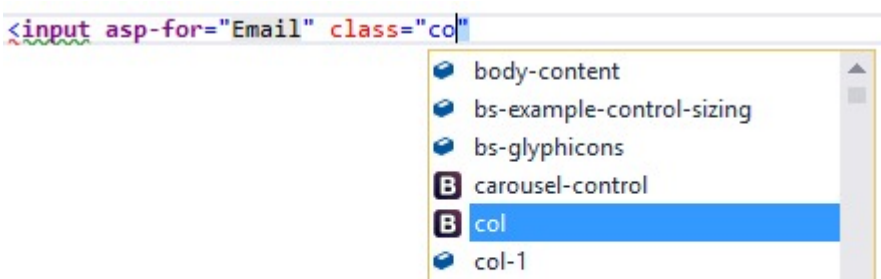 <input asp-for="Email" class="co"
body-content
bs-example-control-sizing
bs-glyphicons
B carousel-control
B col
col-1